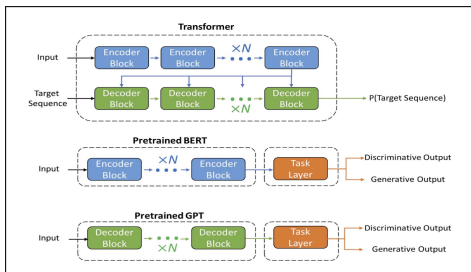 Transformer
×N
Input
Encoder Block
Encoder Block
Encoder Block
Target Sequence
Decoder Block
Decoder Block
Decoder Block
P(Target Sequence)
×N
Pretrained BERT
×N
Input
Encoder Block
Encoder Block
Task Layer
Discriminative Output
Generative Output
Pretrained GPT
Input
Decoder Block
Decoder Block
Task Layer
Discriminative Output
Generative Output
×N